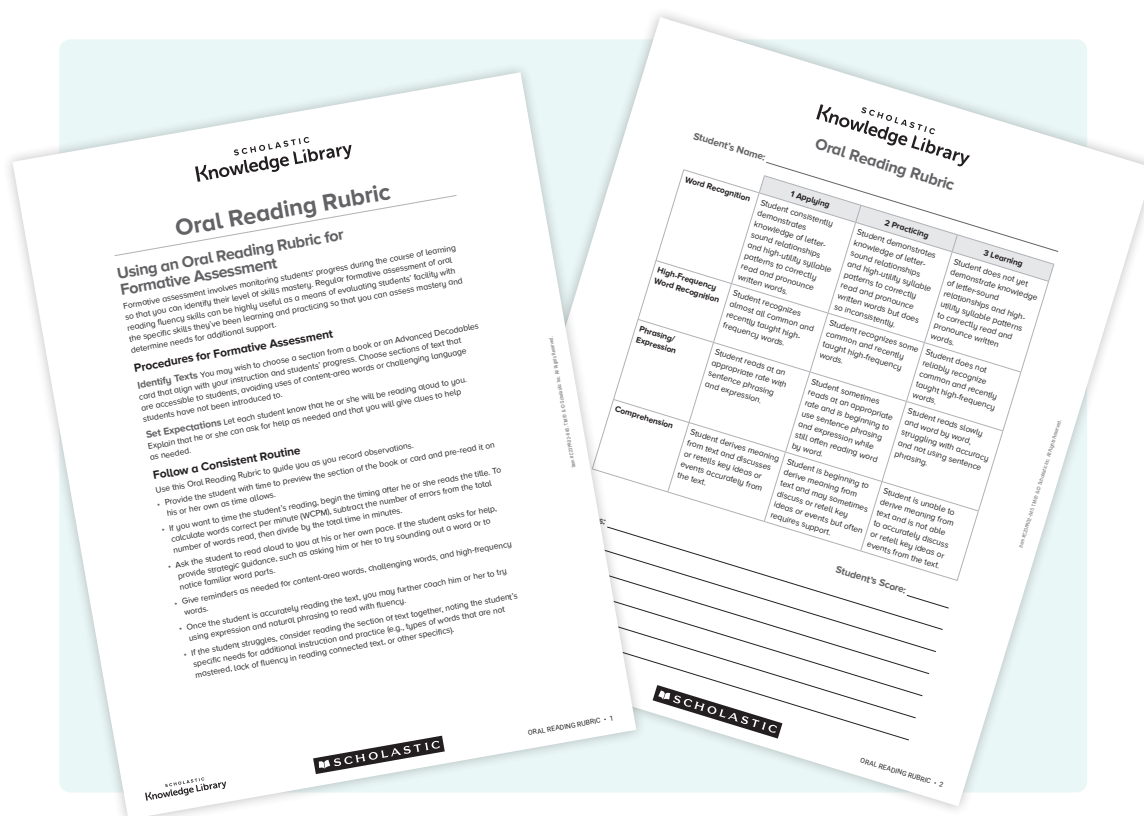 SCHOLASTIC
Knowledge Library
Oral Reading Rubric
Using an Oral Reading Rubric for
Formative Assessment
Formative assessment involves monitoring students' progress during the course of learning
so that you can identify their level of skills mastery. Regular formative assessment of oral
reading fluency skills can be highly useful as a means of evaluating students' facility with
the specific skills they've been learning and practicing so that you can assess mastery and
determine needs for additional support.
Procedures for Formative Assessment
Identify Texts You may wish to choose a section from a book or an Advanced Decodables
card that align with your instruction and students' progress. Choose sections of text that
are accessible to students, avoiding uses of content-area words or challenging language
students have not been introduced to.
Set Expectations Let each student know that he or she will be reading aloud to you.
Explain that he or she can ask for help as needed and that you will give clues to help
as needed.
Follow a Consistent Routine
Use this Oral Reading Rubric to guide you as you record observations.
• Provide the student with time to preview the section of the book or card and pre-read it on
his or her own as time allows.
• If you want to time the student's reading, begin the timing after he or she reads the title. To
calculate words correct per minute (WCPM), subtract the number of errors from the total
number of words read, then divide by the total time in minutes.
• Ask the student to read aloud to you at his or her own pace. If the student asks for help,
provide strategic guidance, such as asking him or her to try sounding out a word or to
notice familiar word parts.
• Give reminders as needed for content-area words, challenging words, and high-frequency
words.
• Once the student is accurately reading the text, you may further coach him or her to try
using expression and natural phrasing to read with fluency.
• If the student struggles, consider reading the section of text together, noting the student's
specific needs for additional instruction and practice (e.g., types of words that are not
mastered, lack of fluency in reading connected text, or other specifics).
SCHOLASTIC
Knowledge Library
SCHOLASTIC
ORAL READING RUBRIC • 1
SCHOLASTIC
Knowledge Library
Oral Reading Rubric
Student's Name:
1 Applying
2 Practicing
3 Learning
Word Recognition
Student consistently
demonstrates
knowledge of letter-
sound relationships
and high-utility syllable
patterns to correctly
read and pronounce
written words.
Student demonstrates
knowledge of letter-
sound relationships
and high-utility syllable
patterns to correctly
read and pronounce
written words but does
so inconsistently.
Student does not yet
demonstrate knowledge
of letter-sound
relationships and high-
utility syllable patterns
to correctly read and
pronounce written
words.
High-Frequency
Word Recognition
Student recognizes
almost all common and
recently taught high-
frequency words.
Student recognizes some
common and recently
taught high-frequency
words.
Student does not
reliably recognize
common and recently
taught high-frequency
words.
Phrasing/
Expression
Student reads at an
appropriate rate with
sentence phrasing
and expression.
Student sometimes
reads at an appropriate
rate and is beginning to
use sentence phrasing
and expression while
still often reading word
by word.
Student reads slowly
and word by word,
struggling with accuracy
and not using sentence
phrasing.
Comprehension
Student derives meaning
from text and discusses
or retells key ideas or
events accurately from
the text.
Student is beginning to
derive meaning from
text and may sometimes
discuss or retell key
ideas or events but often
requires support.
Student is unable to
derive meaning from
text and is not able
to accurately discuss
or retell key ideas or
events from the text.
Student's Score:
SCHOLASTIC
ORAL READING RUBRIC • 2